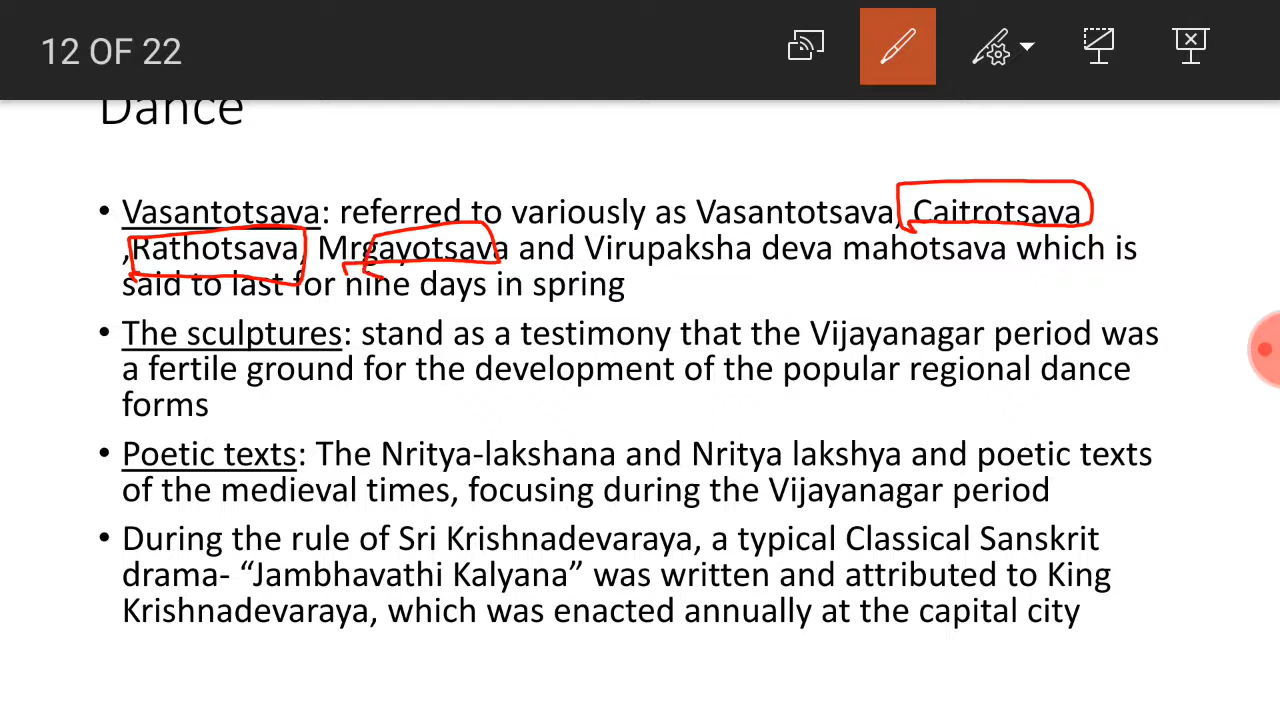 12 OF 22
Dance
• Vasantotsava: referred to variously as Vasantotsava, Caitrotsava
,Rathotsava, Mrgayotsava and Virupaksha deva mahotsava which is
said to last for nine days in spring
• The sculptures: stand as a testimony that the Vijayanagar period was
a fertile ground for the development of the popular regional dance
forms
• Poetic texts: The Nritya-lakshana and Nritya lakshya and poetic texts
of the medieval times, focusing during the Vijayanagar period
• During the rule of Sri Krishnadevaraya, a typical Classical Sanskrit
drama- “Jambhavathi Kalyana” was written and attributed to King
Krishnadevaraya, which was enacted annually at the capital city